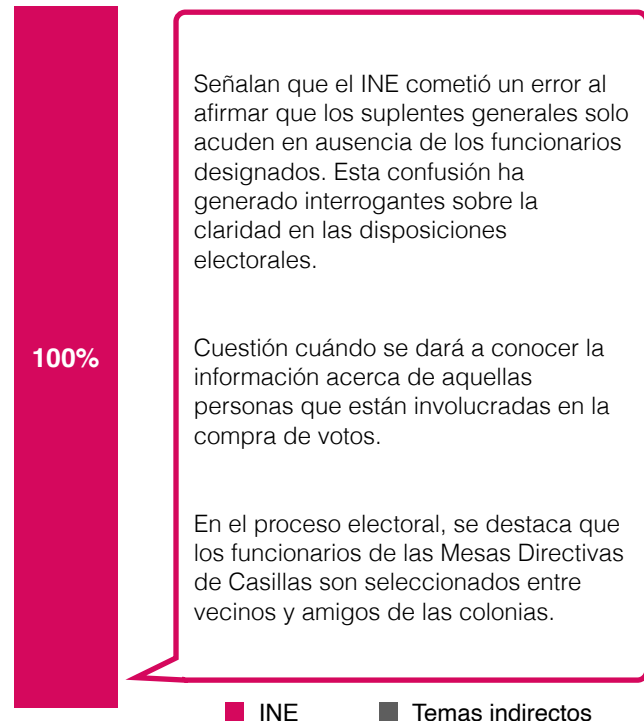 Señalan que el INE cometió un error al
afirmar que los suplentes generales solo
acuden en ausencia de los funcionarios
designados. Esta confusión ha
generado interrogantes sobre la
claridad en las disposiciones
electorales.
100%
Cuestión cuándo se dará a conocer la
información acerca de aquellas
personas que están involucradas en la
compra de votos.
En el proceso electoral, se destaca que
los funcionarios de las Mesas Directivas
de Casillas son seleccionados entre
vecinos y amigos de las colonias.
INE
Temas indirectos